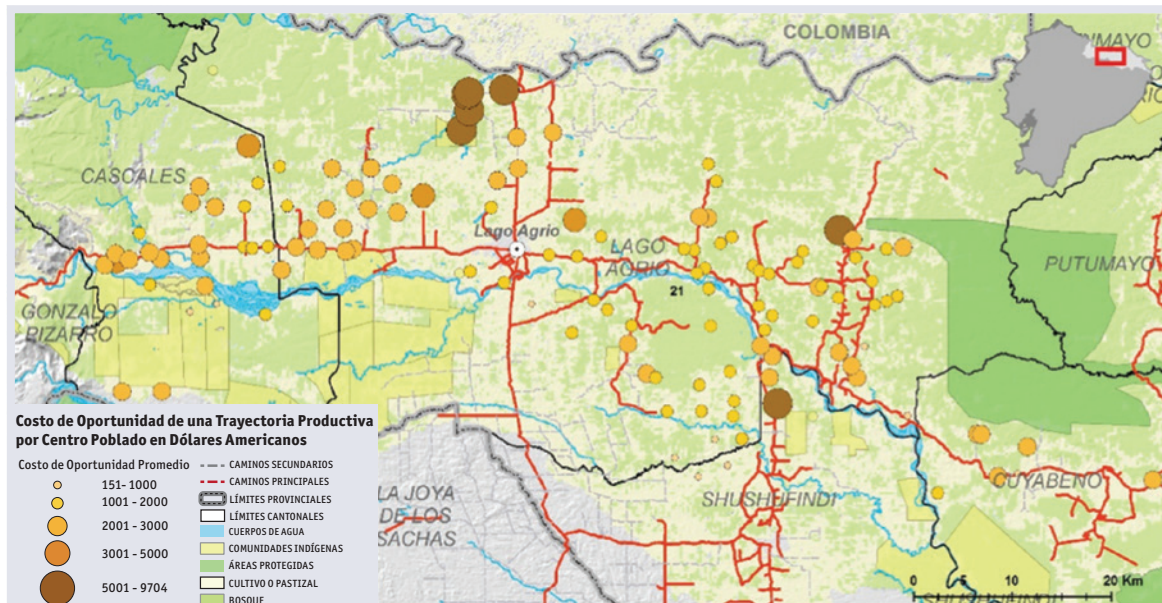 COLOMBIA
CASCALES
Lago Agrio
LAGO
AGRIO
PUTUMAYO
21
GONZALO
PIZARRO
CUYABENO
SHUSHUFINDI
LA JOYA
DE LOS
SACHAS
Costo de Oportunidad de una Trayectoria Productiva
por Centro Poblado en Dólares Americanos
Costo de Oportunidad Promedio
151- 1000
1001 - 2000
2001 - 3000
3001 - 5000
5001 - 9704
CAMINOS SECUNDARIOS
CAMINOS PRINCIPALES
LÍMITES PROVINCIALES
LÍMITES CANTONALES
CUERPOS DE AGUA
COMUNIDADES INDÍGENAS
ÁREAS PROTEGIDAS
CULTIVO O PASTIZAL
BOSQUE
0 5 10 20 Km